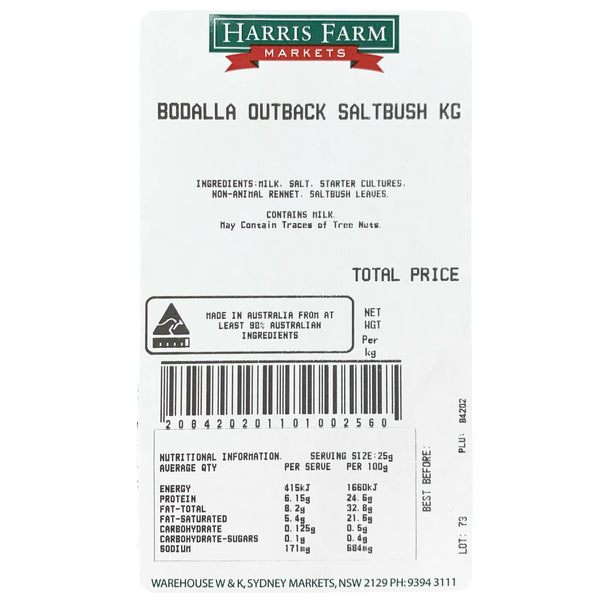 HARRIS FARM
MARKETS
BODALLA OUTBACK SALTBUSH KG
INGREDIENTS:MILK, SALT, STARTER CULTURES,
NON-ANIMAL RENNET, SALTBUSH LEAVES.
CONTAINS MILK.
May Contain Traces of Tree Nuts.
TOTAL PRICE
MADE IN AUSTRALIA FROM AT
LEAST 98% AUSTRALIAN
INGREDIENTS
NET
WGT
Per
kg
2084202011010025 60
NUTRITIONAL INFORMATION. SERVING SIZE:25g
AVERAGE QTY PER SERVE PER 100g
ENERGY 415kJ 1660kJ
PROTEIN 6.15g 24.6g
FAT-TOTAL 8.2g 32.8g
FAT-SATURATED 5.4g 21.6g
CARBOHYDRATE 0.125g 0.5g
CARBOHYDRATE-SUGARS 0.1g 0.4g
SODIUM 171mg 684mg
BEST BEFORE:
LOT: 73 PLU: B4202
WAREHOUSE W & K, SYDNEY MARKETS, NSW 2129 PH: 9394 3111